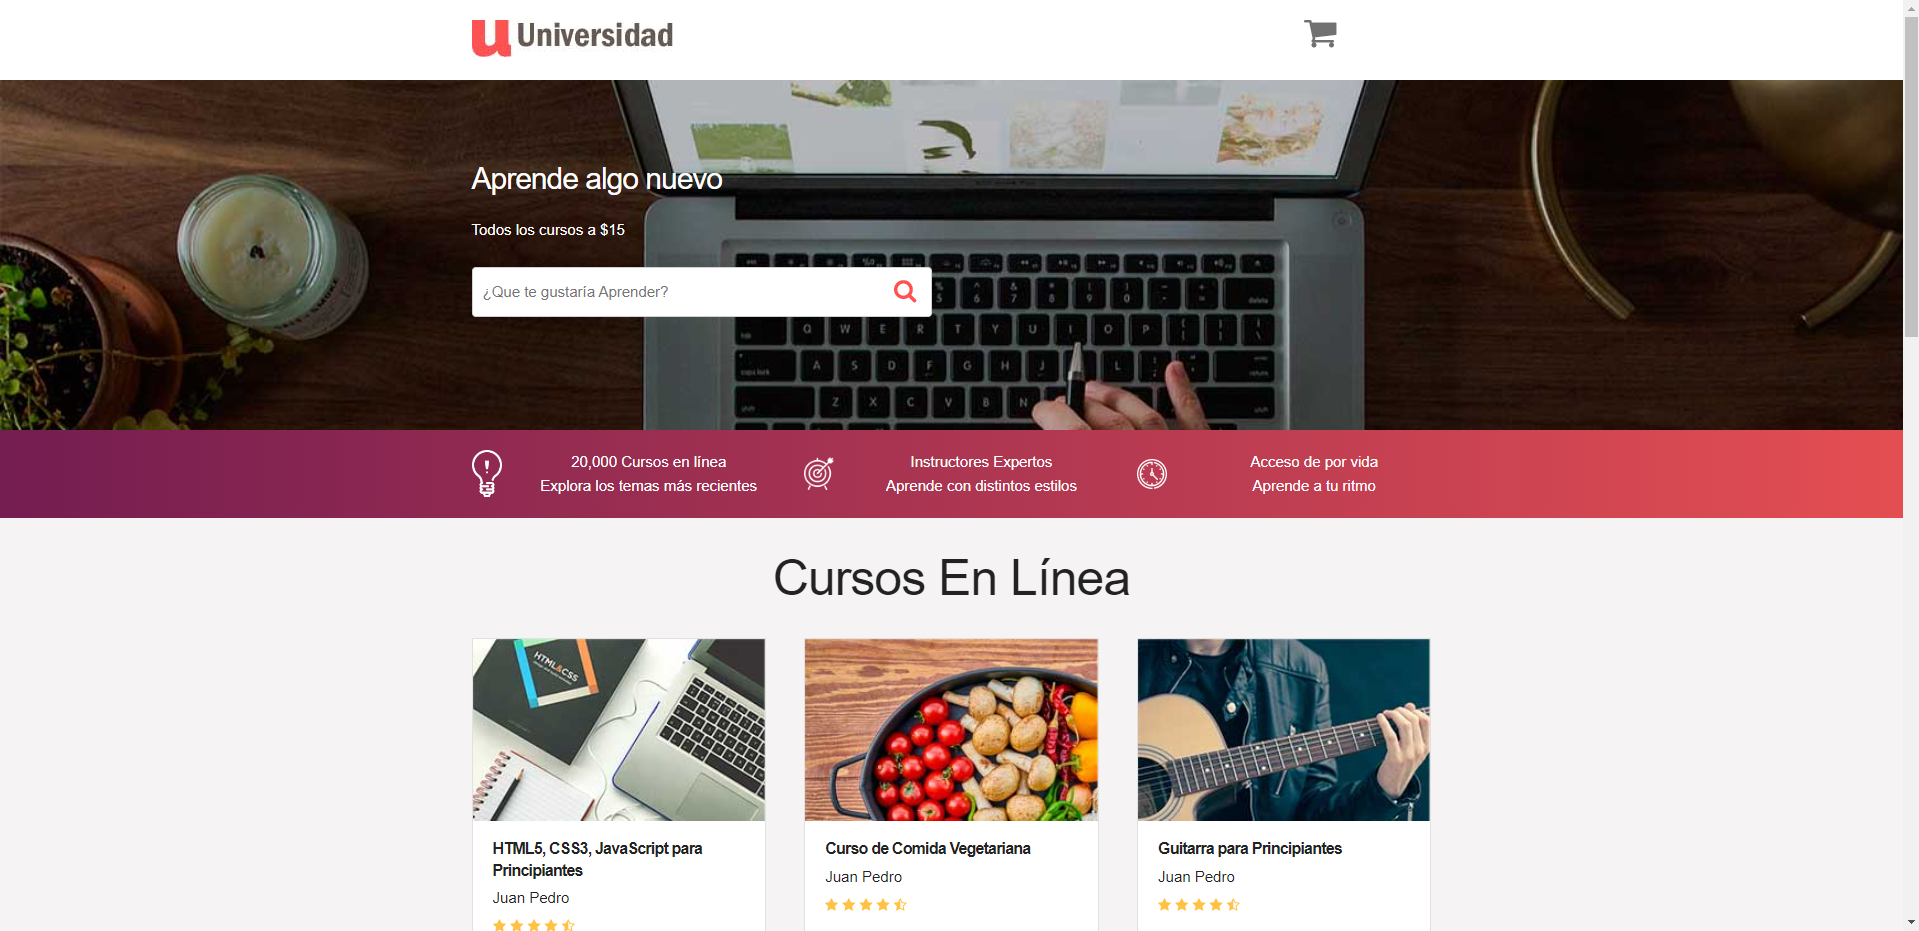 u Universidad
Aprende algo nuevo
Todos los cursos a $15
¿Que te gustaría Aprender?
20,000 Cursos en línea
Explora los temas más recientes
Instructores Expertos
Aprende con distintos estilos
Acceso de por vida
Aprende a tu ritmo
Cursos En Línea
HTML&CSS
HTML5, CSS3, JavaScript para
Principiantes
Juan Pedro
Curso de Comida Vegetariana
Juan Pedro
Guitarra para Principiantes
Juan Pedro